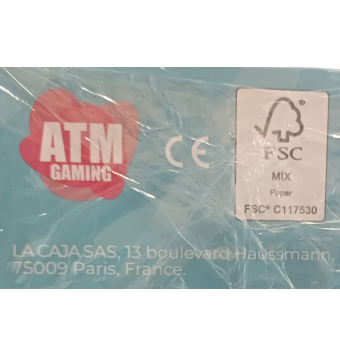 ATM
GAMING
CE
FSC
MIX
Paper
FSC® C117530
LA CAJA SAS, 13 boulevard Haussmann,
75009 Paris, France.